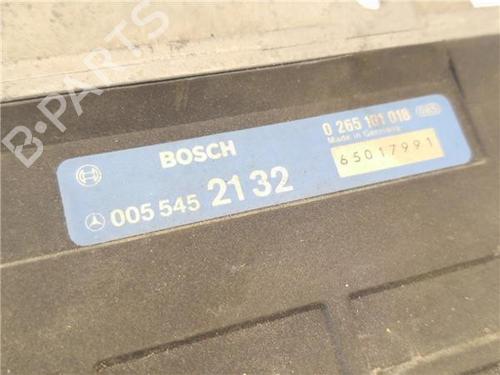 BOSCH
0 265 101 018
Made in Germany
65017991
005 545 21 32
B-Parts